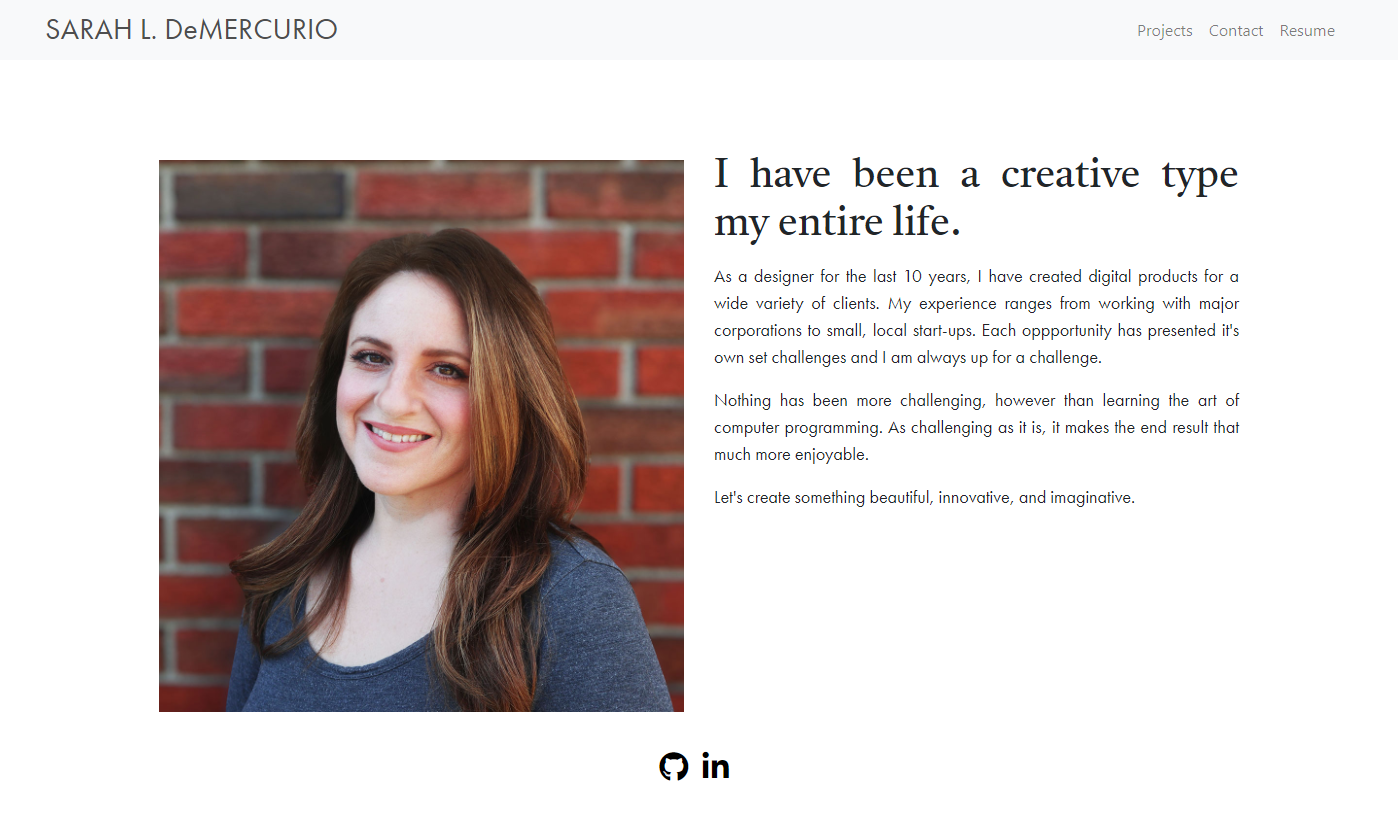 SARAH L. DeMERCURIO
Projects Contact Resume
I have been a creative type
my entire life.
As a designer for the last 10 years, I have created digital products for a
wide variety of clients. My experience ranges from working with major
corporations to small, local start-ups. Each oppportunity has presented it's
own set challenges and I am always up for a challenge.
Nothing has been more challenging, however than learning the art of
computer programming. As challenging as it is, it makes the end result that
much more enjoyable.
Let's create something beautiful, innovative, and imaginative.
in